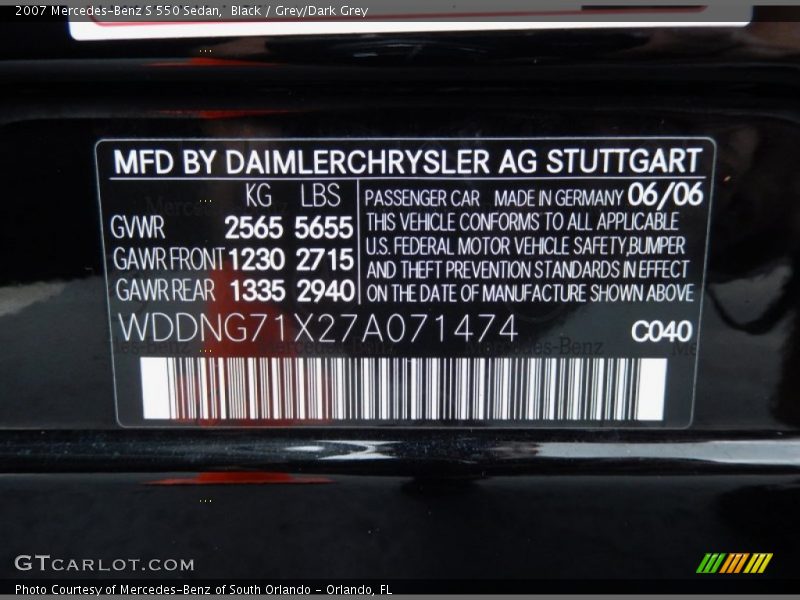 2007 Mercedes-Benz S 550 Sedan,  Black / Grey/Dark Grey
MFD BY DAIMLERCHRYSLER AG STUTTGART
KG LBS
GVWR 2565 5655
GAWR FRONT 1230 2715
GAWR REAR 1335 2940
PASSENGER CAR MADE IN GERMANY 06/06
THIS VEHICLE CONFORMS TO ALL APPLICABLE
U.S. FEDERAL MOTOR VEHICLE SAFETY,BUMPER
AND THEFT PREVENTION STANDARDS IN EFFECT
ON THE DATE OF MANUFACTURE SHOWN ABOVE
WDDNG71X27A071474 C040
Mercedes-Benz
GTCARLOT.COM
Photo Courtesy of Mercedes-Benz of South Orlando - Orlando, FL